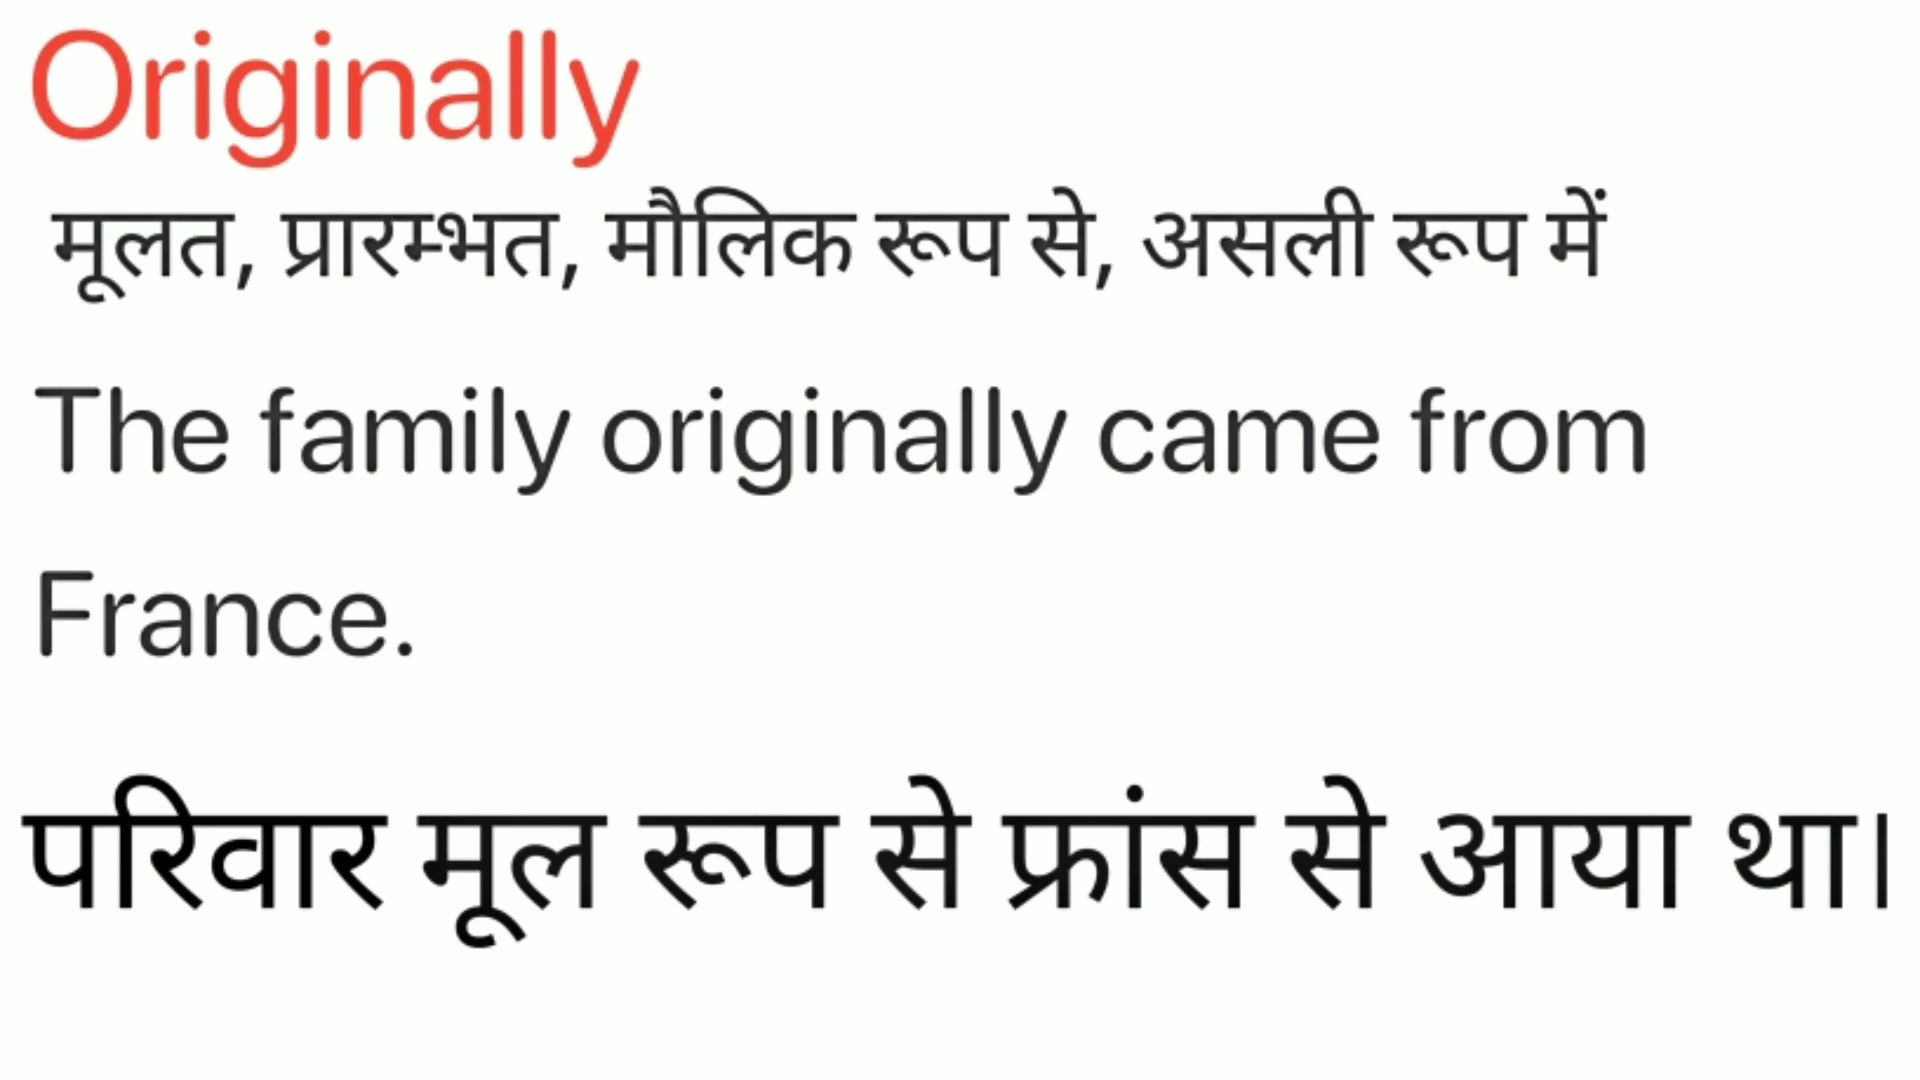 Originally
मूलत, प्रारम्भत, मौलिक रूप से, असली रूप में
The family originally came from
France.
परिवार मूल रूप से फ्रांस से आया था।